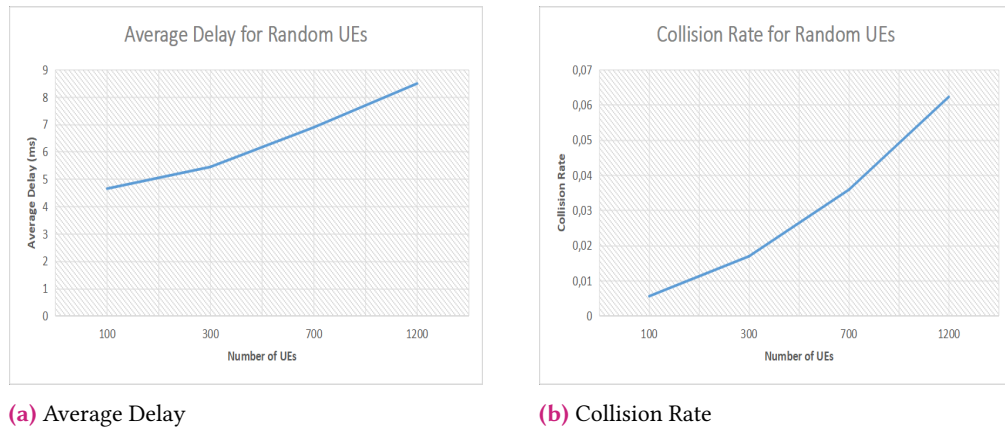 Average Delay for Random UEs
9
8
7
6
5
4
3
2
1
0
Average Delay (ms)
100 300 700 1200
Number of UEs
(a) Average Delay
Collision Rate for Random UEs
0,07
0,06
0,05
0,04
0,03
0,02
0,01
0
Collision Rate
100 300 700 1200
Number of UEs
(b) Collision Rate